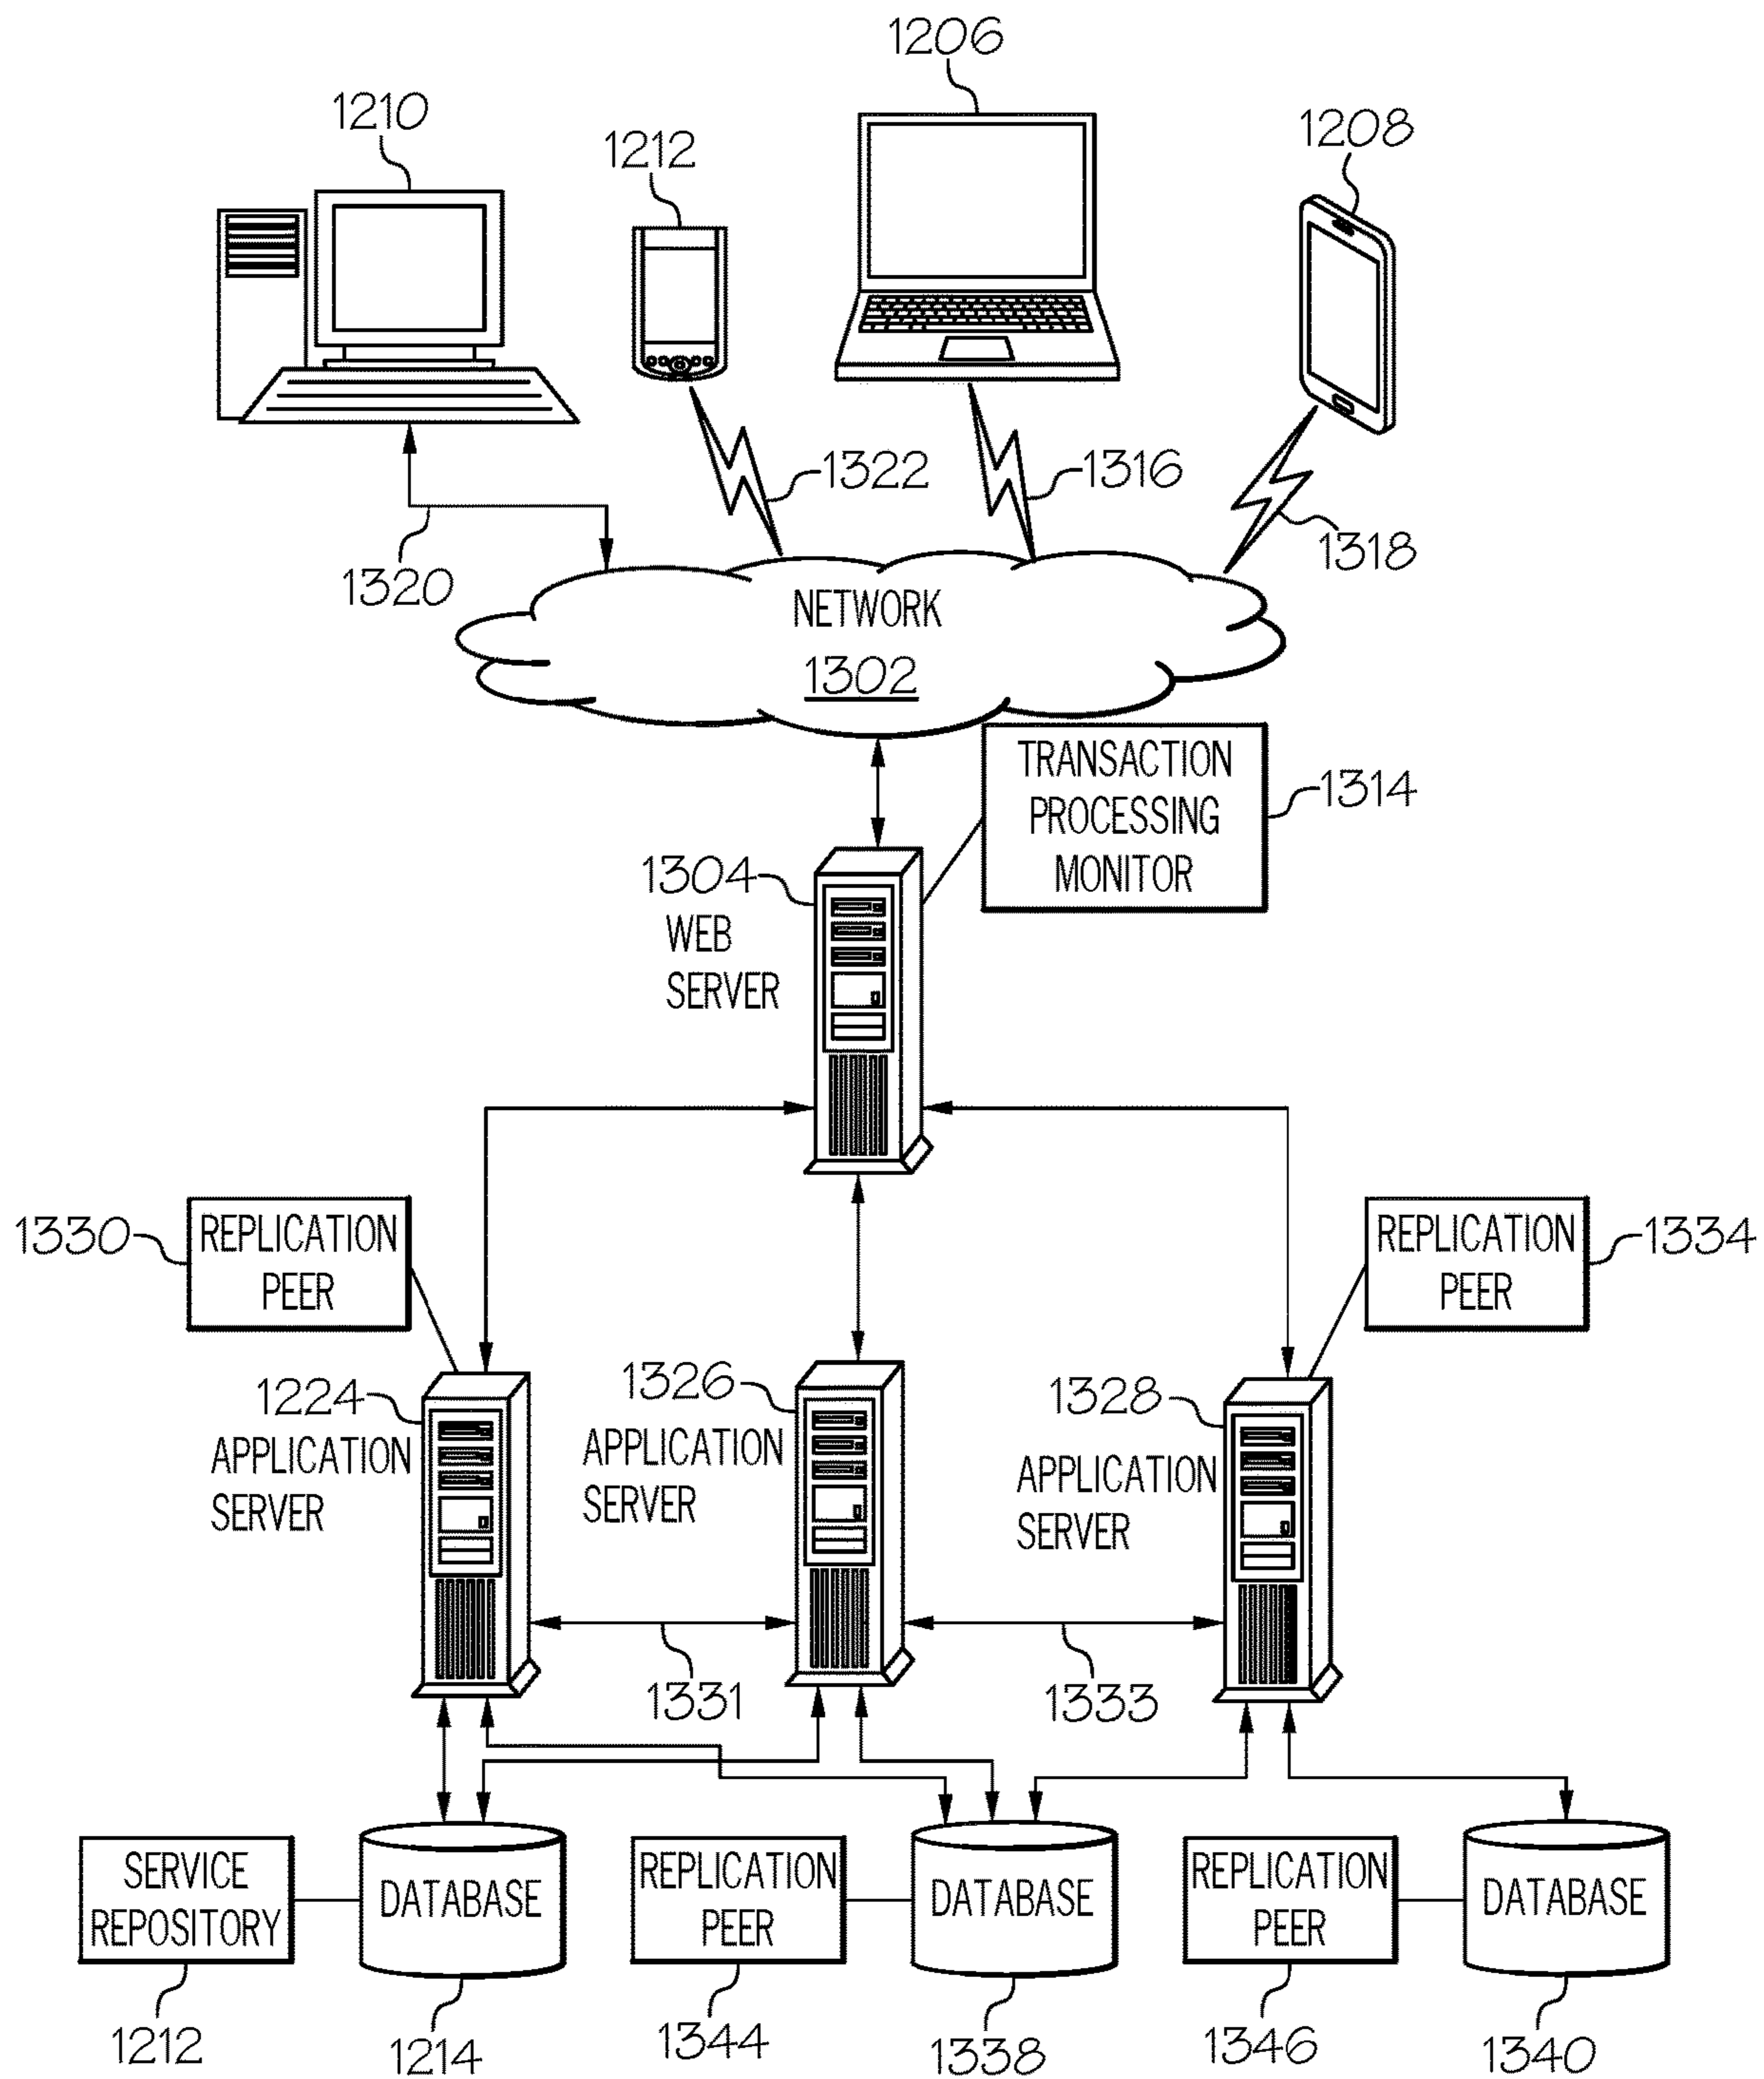 1206
1210
1208
1212
1322
1316
1318
1320
NETWORK
1302
TRANSACTION
PROCESSING
MONITOR
1314
1304
WEB
SERVER
1330
REPLICATION
PEER
REPLICATION
PEER
1334
1224
APPLICATION
SERVER
1326
APPLICATION
SERVER
1328
APPLICATION
SERVER
1331
1333
SERVICE
REPOSITORY
DATABASE
REPLICATION
PEER
DATABASE
REPLICATION
PEER
DATABASE
1212
1214
1344
1338
1346
1340